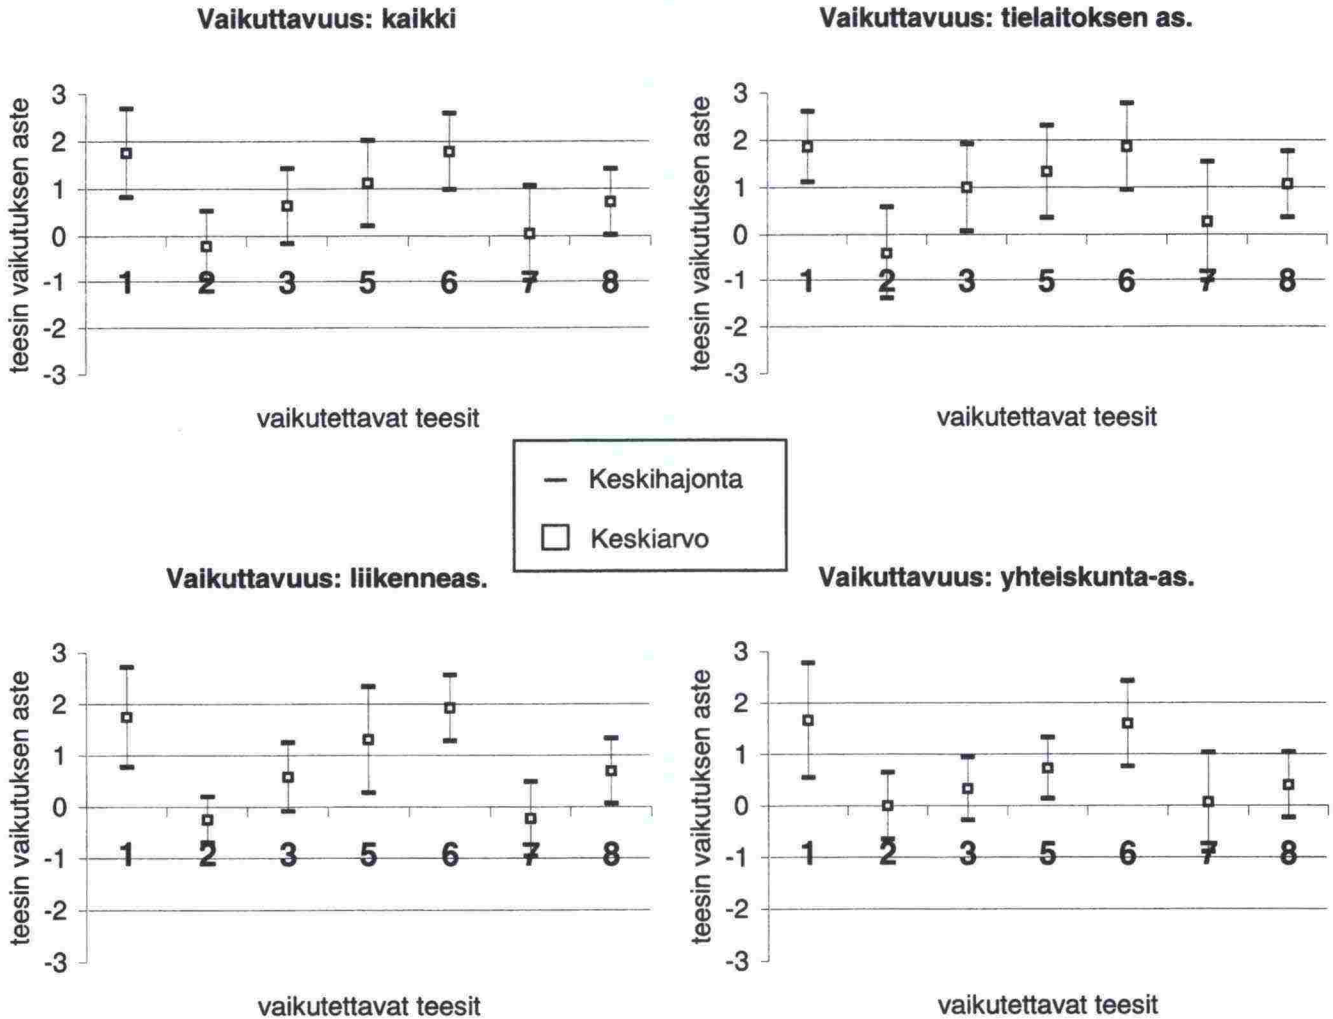 Vaikuttavuus: kaikki
teesin vaikutuksen aste
3
2
1
0
-1
-2
-3
1 2 3 5 6 7 8
vaikutettavat teesit
Vaikuttavuus: tielaitoksen as.
teesin vaikutuksen aste
3
2
1
0
-1
-2
-3
1 2 3 5 6 7 8
vaikutettavat teesit
Keskihajonta
Keskiarvo
Vaikuttavuus: liikenneas.
teesin vaikutuksen aste
3
2
1
0
-1
-2
-3
1 2 3 5 6 7 8
vaikutettavat teesit
Vaikuttavuus: yhteiskunta-as.
teesin vaikutuksen aste
3
2
1
0
-1
-2
-3
1 2 3 5 6 7 8
vaikutettavat teesit